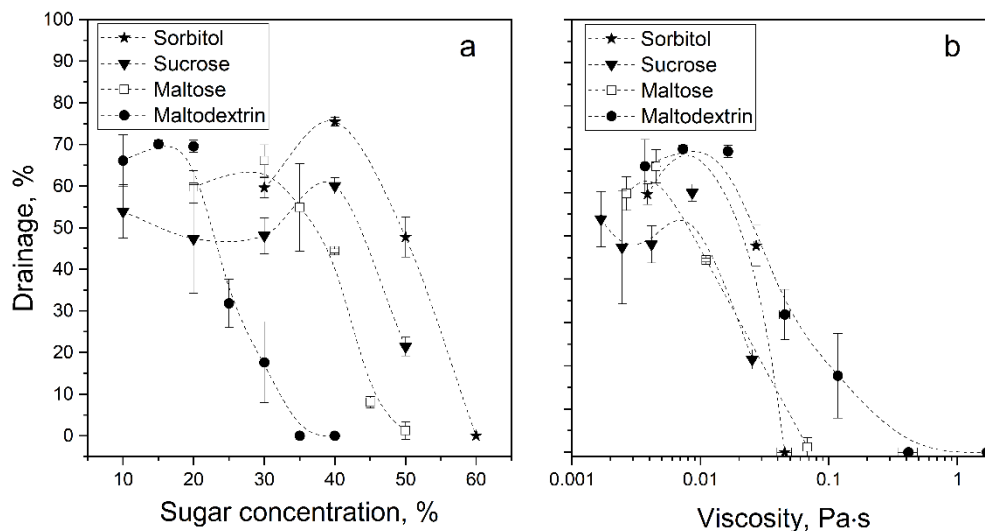 100
90
80
70
60
50
40
30
20
10
0
Drainage, %
a
Sorbitol
Sucrose
Maltose
Maltodextrin
10 20 30 40 50 60
Sugar concentration, %
b
Sorbitol
Sucrose
Maltose
Maltodextrin
0.001 0.01 0.1 1
Viscosity, Pa·s